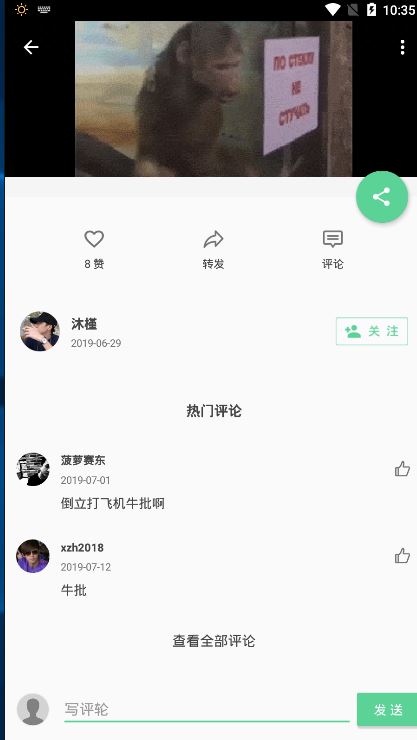 10:35
ПО СТЕКЛУ
НЕ
СТУЧАТЬ
8 赞
转发
评论
沐槿
2019-06-29
关 注
热门评论
菠萝赛东
2019-07-01
倒立打飞机牛批啊
xzh2018
2019-07-12
牛批
查看全部评论
写评轮
发 送